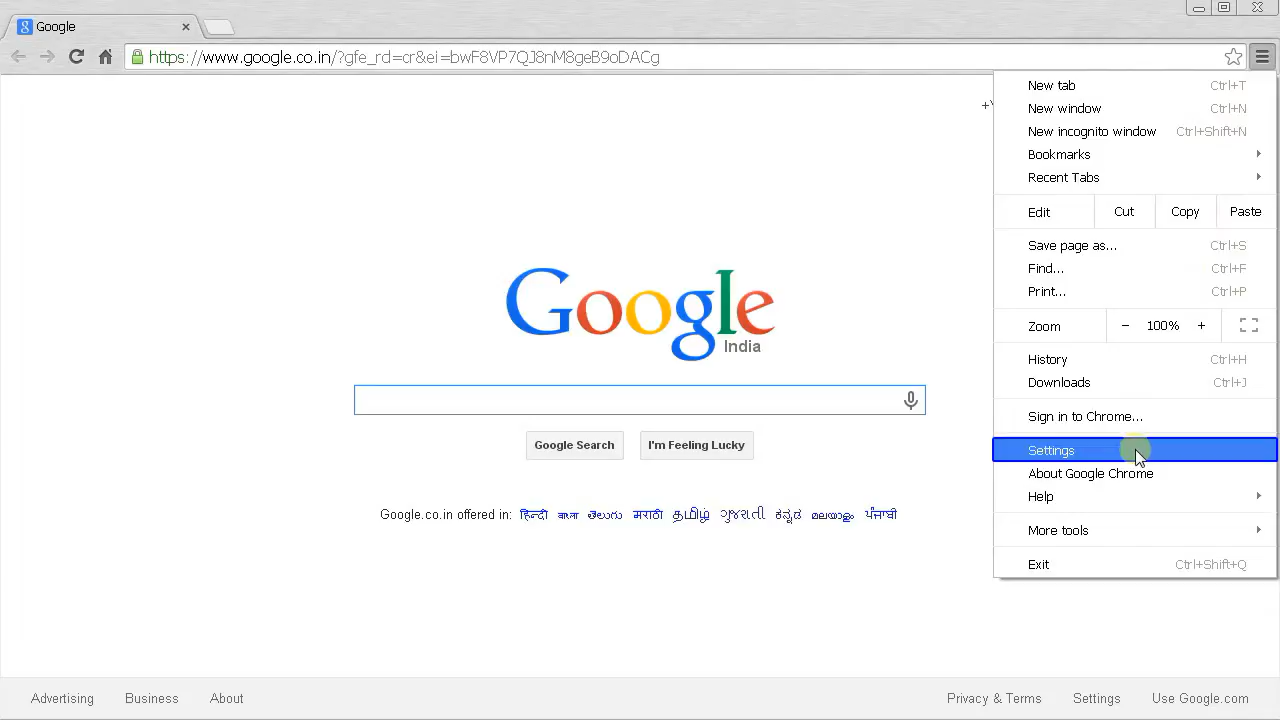 Google
https://www.google.co.in/?gfe_rd=cr&ei=bwF8VP7QJ8nM8geB9oDACg
New tab Ctrl+T
New window Ctrl+N
New incognito window Ctrl+Shift+N
Bookmarks
Recent Tabs
Edit Cut Copy Paste
Save page as... Ctrl+S
Find... Ctrl+F
Print... Ctrl+P
Zoom − 100% +
History Ctrl+H
Downloads Ctrl+J
Sign in to Chrome...
Settings
About Google Chrome
Help
More tools
Exit Ctrl+Shift+Q
Google
India
Google Search I'm Feeling Lucky
Google.co.in offered in: हिन्दी বাংলা తెలుగు मराठी தமிழ் ગુજરાતી ಕನ್ನಡ മലയാളം ਪੰਜਾਬੀ
Advertising Business About Privacy & Terms Settings Use Google.com